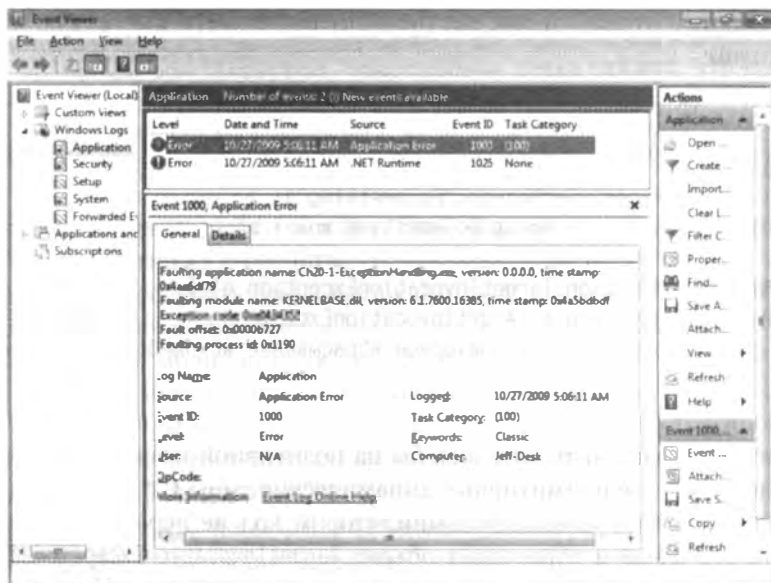 Event Viewer
File Action View Help
Event Viewer (Local)
Custom Views
Windows Logs
Application
Security
Setup
System
Forwarded E
Applications and
Subscriptions
Application Number of events: 2 (!) New events available
Level Date and Time Source Event ID Task Category
Error 10/27/2009 5:06:11 AM Application Error 1000 (100)
Error 10/27/2009 5:06:11 AM .NET Runtime 1025 None
Event 1000, Application Error
General Details
Faulting application name: Ch20-1-ExceptionHandling.exe, version: 0.0.0.0, time stamp:
Faulting module name: KERNELBASE.dll, version: 6.1.7600.16385, time stamp: 0x4a5bdbdf
Exception code: 0xe0434352
Fault offset: 0x0000b727
Faulting process id: 0x1190
Log Name: Application
Source: Application Error Logged: 10/27/2009 5:06:11 AM
Event ID: 1000 Task Category: (100)
Level: Error Keywords: Classic
User: N/A Computer: Jeff-Desk
OpCode:
More Information: Event Log Online Help
Actions
Application
Open ...
Create ...
Import...
Clear L...
Filter C...
Proper...
Find...
Save A...
Attach...
View
Refresh
Help
Event 1000, ...
Event ...
Attach...
Save S...
Copy
Refresh